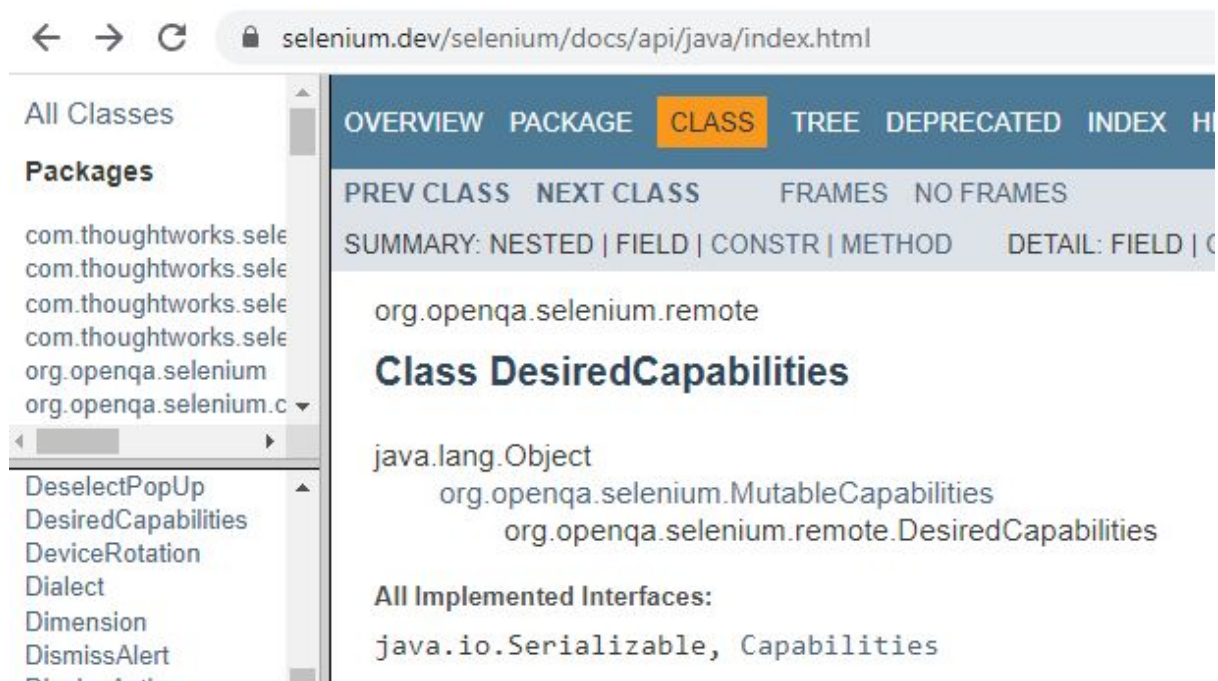 selenium.dev/selenium/docs/api/java/index.html
All Classes
Packages
com.thoughtworks.sele
com.thoughtworks.sele
com.thoughtworks.sele
com.thoughtworks.sele
org.openqa.selenium
org.openqa.selenium.c
DeselectPopUp
DesiredCapabilities
DeviceRotation
Dialect
Dimension
DismissAlert
OVERVIEW PACKAGE CLASS TREE DEPRECATED INDEX
PREV CLASS NEXT CLASS FRAMES NO FRAMES
SUMMARY: NESTED | FIELD | CONSTR | METHOD DETAIL: FIELD |
org.openqa.selenium.remote
Class DesiredCapabilities
java.lang.Object
org.openqa.selenium.MutableCapabilities
org.openqa.selenium.remote.DesiredCapabilities
All Implemented Interfaces:
java.io.Serializable, Capabilities